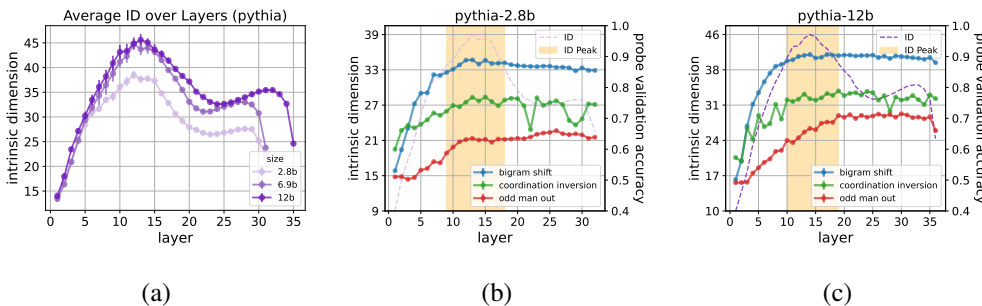 Average ID over Layers (pythia)
intrinsic dimension
45
40
35
30
25
20
15
size
2.8b
6.9b
12b
0 5 10 15 20 25 30 35
layer
(a)
pythia-2.8b
intrinsic dimension
39
33
27
21
15
9
ID
ID Peak
bigram shift
coordination inversion
odd man out
1.0
0.9
0.8
0.7
0.6
0.5
0.4
probe validation accuracy
0 5 10 15 20 25 30
layer
(b)
pythia-12b
intrinsic dimension
46
38
31
24
17
10
ID
ID Peak
bigram shift
coordination inversion
odd man out
1.0
0.9
0.8
0.7
0.6
0.5
0.4
probe validation accuracy
0 5 10 15 20 25 30 35
layer
(c)